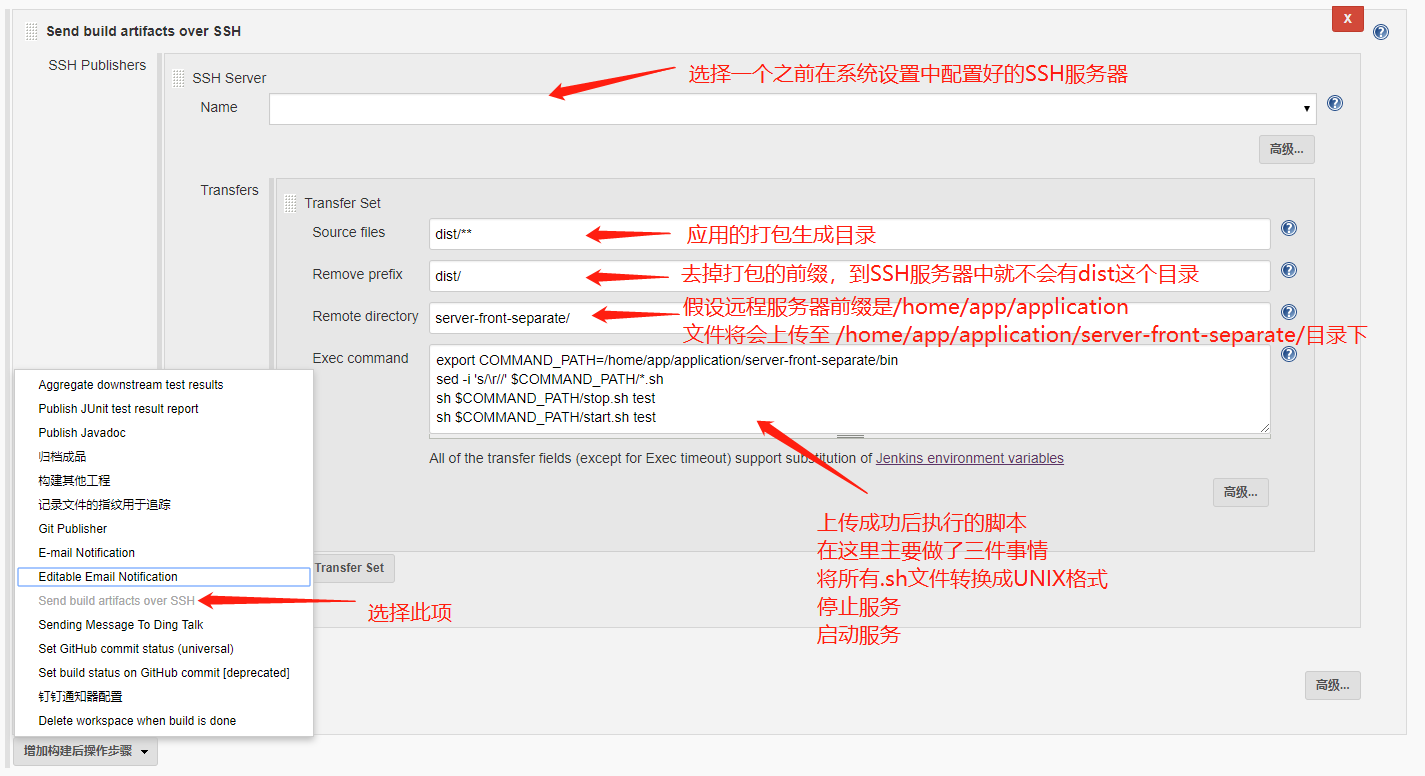 Send build artifacts over SSH
X
SSH Publishers
SSH Server
选择一个之前在系统设置中配置好的SSH服务器
Name
高级...
Transfers
Transfer Set
Source files
dist/**
应用的打包生成目录
Remove prefix
dist/
去掉打包的前缀，到SSH服务器中就不会有dist这个目录
Remote directory
server-front-separate/
假设远程服务器前缀是/home/app/application
文件将会上传至 /home/app/application/server-front-separate/目录下
Exec command
export COMMAND_PATH=/home/app/application/server-front-separate/bin
sed -i 's/\r//' $COMMAND_PATH/*.sh
sh $COMMAND_PATH/stop.sh test
sh $COMMAND_PATH/start.sh test
All of the transfer fields (except for Exec timeout) support substitution of Jenkins environment variables
高级...
上传成功后执行的脚本
在这里主要做了三件事情
将所有.sh文件转换成UNIX格式
停止服务
启动服务
Transfer Set
Aggregate downstream test results
Publish JUnit test result report
Publish Javadoc
归档成品
构建其他工程
记录文件的指纹用于追踪
Git Publisher
E-mail Notification
Editable Email Notification
Send build artifacts over SSH
选择此项
Sending Message To Ding Talk
Set GitHub commit status (universal)
Set build status on GitHub commit [deprecated]
钉钉通知器配置
Delete workspace when build is done
高级...
增加构建后操作步骤